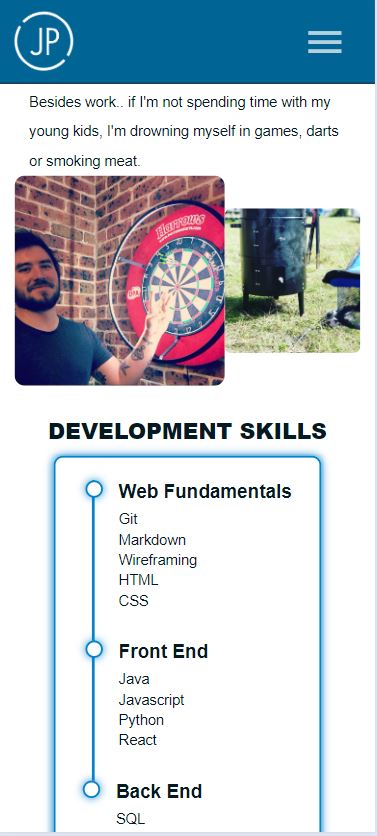 JP
Besides work.. if I'm not spending time with my
young kids, I'm drowning myself in games, darts
or smoking meat.
Harrows
DEVELOPMENT SKILLS
Web Fundamentals
Git
Markdown
Wireframing
HTML
CSS
Front End
Java
Javascript
Python
React
Back End
SQL